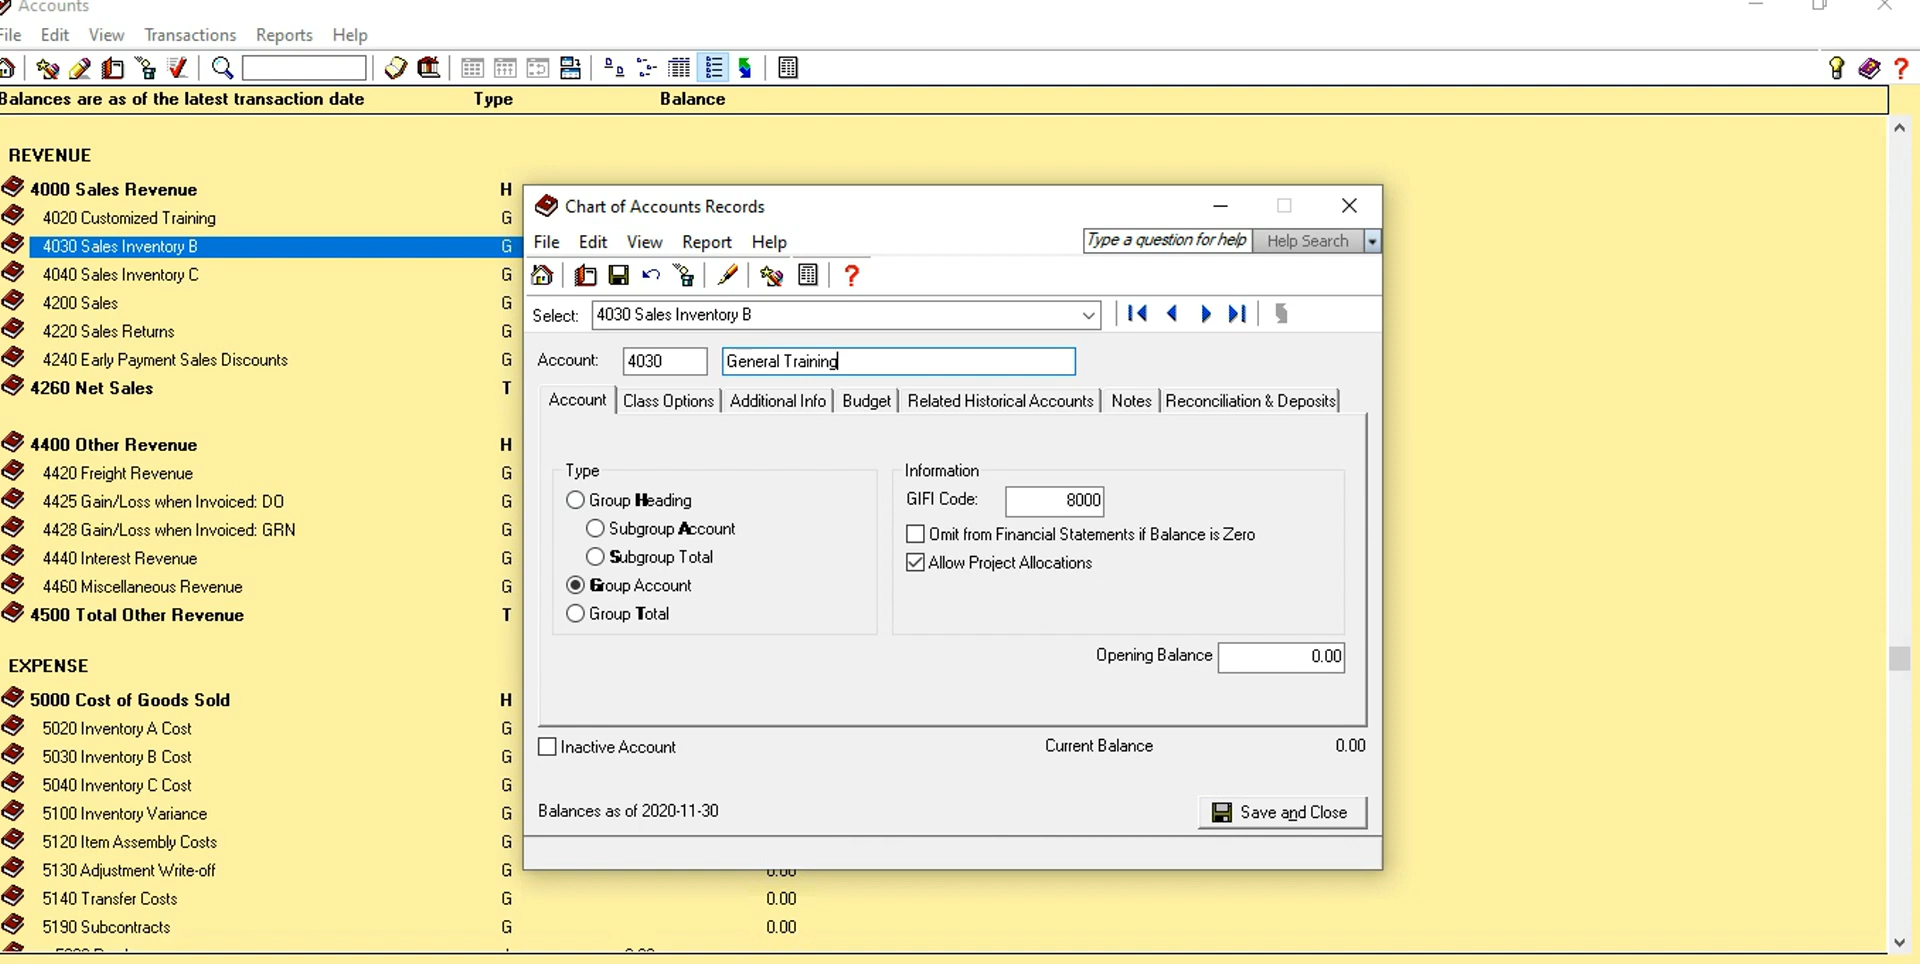 Accounts
File Edit View Transactions Reports Help
Balances are as of the latest transaction date Type Balance
REVENUE
4000 Sales Revenue H
4020 Customized Training G
4030 Sales Inventory B G
4040 Sales Inventory C G
4200 Sales G
4220 Sales Returns G
4240 Early Payment Sales Discounts G
4260 Net Sales T
4400 Other Revenue H
4420 Freight Revenue G
4425 Gain/Loss when Invoiced: DO G
4428 Gain/Loss when Invoiced: GRN G
4440 Interest Revenue G
4460 Miscellaneous Revenue G
4500 Total Other Revenue T
EXPENSE
5000 Cost of Goods Sold H
5020 Inventory A Cost G
5030 Inventory B Cost G
5040 Inventory C Cost G
5100 Inventory Variance G
5120 Item Assembly Costs G
5130 Adjustment Write-off G 0.00
5140 Transfer Costs G 0.00
5190 Subcontracts G 0.00
Chart of Accounts Records
File Edit View Report Help
Type a question for help Help Search
Select: 4030 Sales Inventory B
Account: 4030 General Training
Account Class Options Additional Info Budget Related Historical Accounts Notes Reconciliation & Deposits
Type
Group Heading
Subgroup Account
Subgroup Total
Group Account
Group Total
Information
GIFI Code: 8000
Omit from Financial Statements if Balance is Zero
Allow Project Allocations
Opening Balance 0.00
Inactive Account Current Balance 0.00
Balances as of 2020-11-30 Save and Close